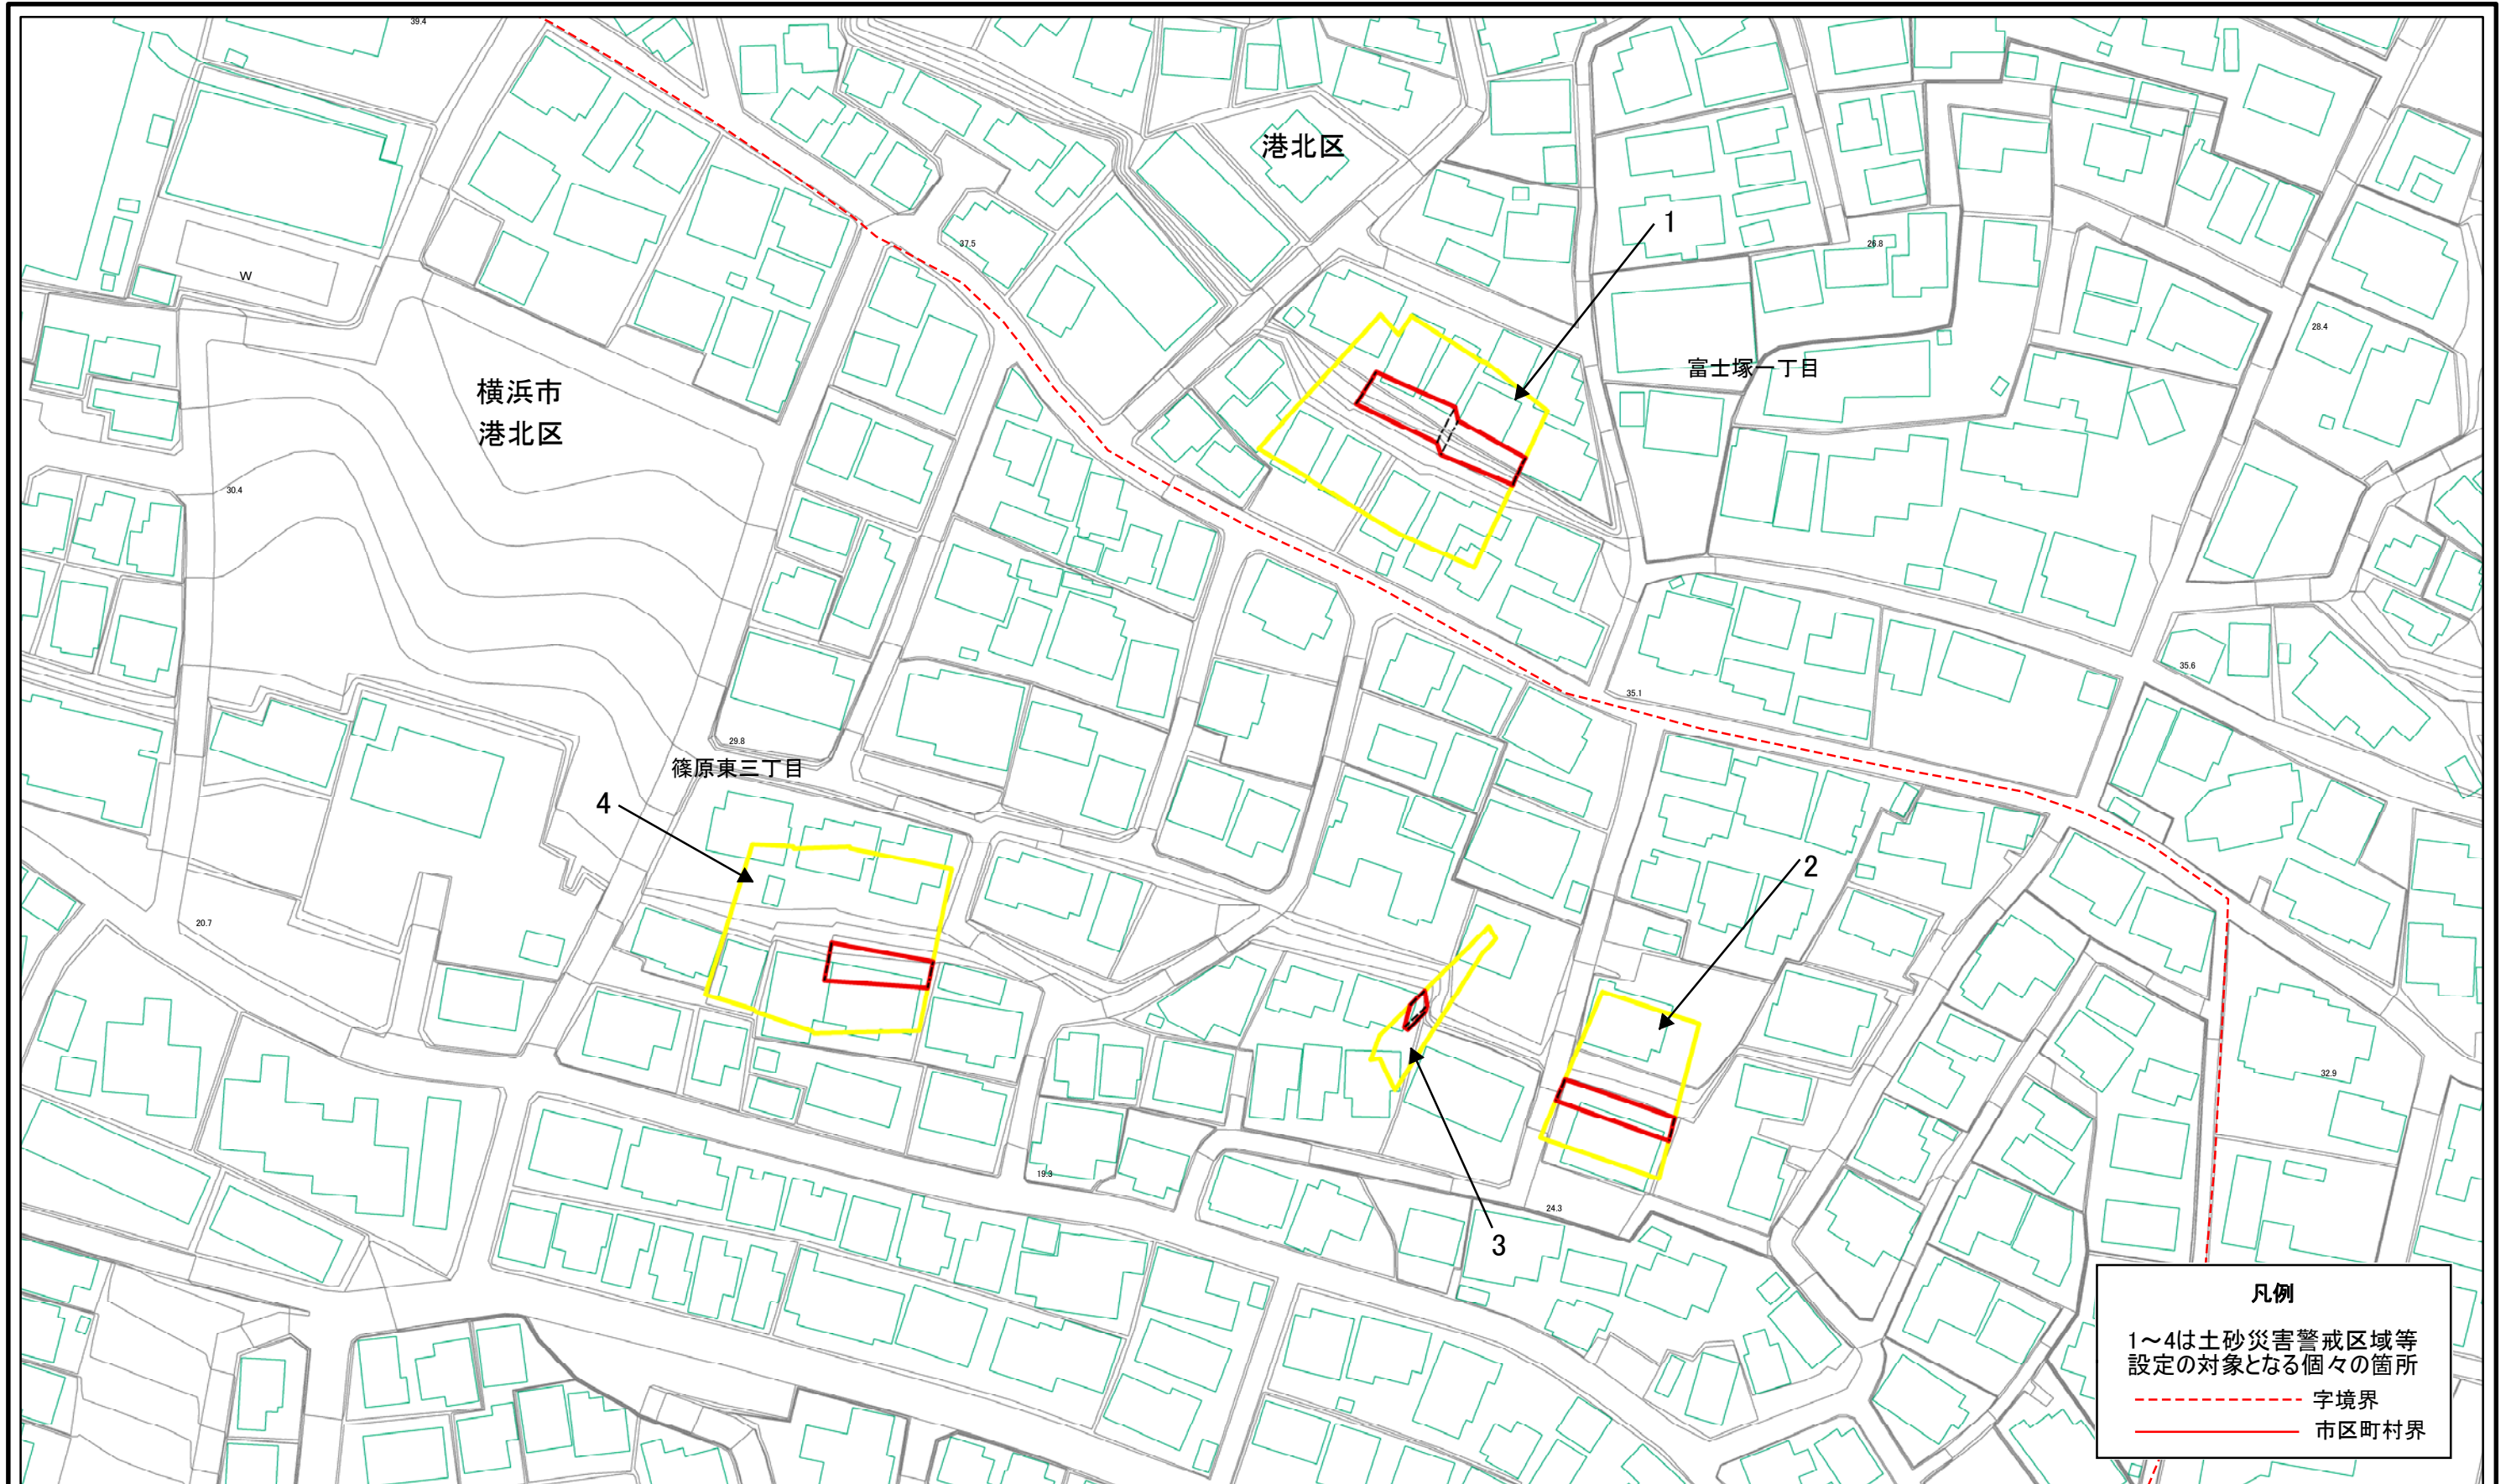 39.4
港北区
1
37.5
26.8
W
28.4
富士塚一丁目
横浜市
港北区
30.4
35.6
35.1
29.8
篠原東三丁目
4
2
20.7
32.9
19.3
24.3
3
凡例
1～4は土砂災害警戒区域等
設定の対象となる個々の箇所
字境界
市区町村界